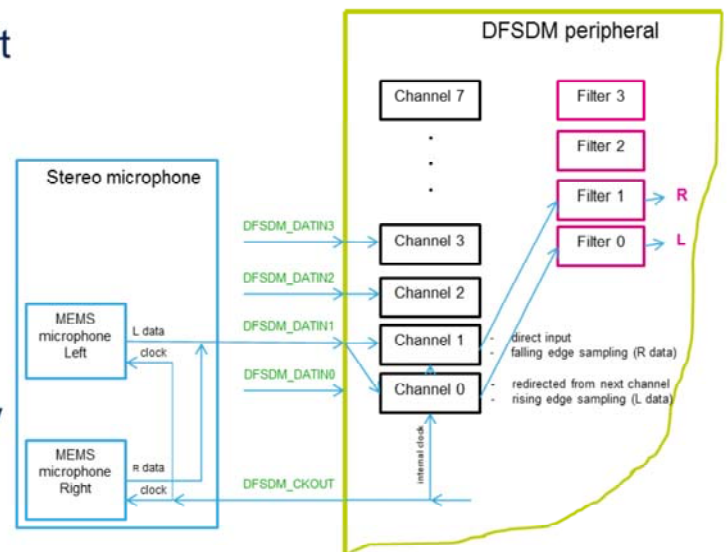 t
DFSDM peripheral
Channel 7
Filter 3
Filter 2
Stereo microphone
Filter 1
R
DFSDM_DATIN3
Channel 3
Filter 0
L
DFSDM_DATIN2
Channel 2
MEMS
microphone
Left
L data
clock
DFSDM_DATIN1
Channel 1
- direct input
- falling edge sampling (R data)
DFSDM_DATIN0
Channel 0
- redirected from next channel
- rising edge sampling (L data)
internal clock
MEMS
microphone
Right
R data
clock
DFSDM_CKOUT